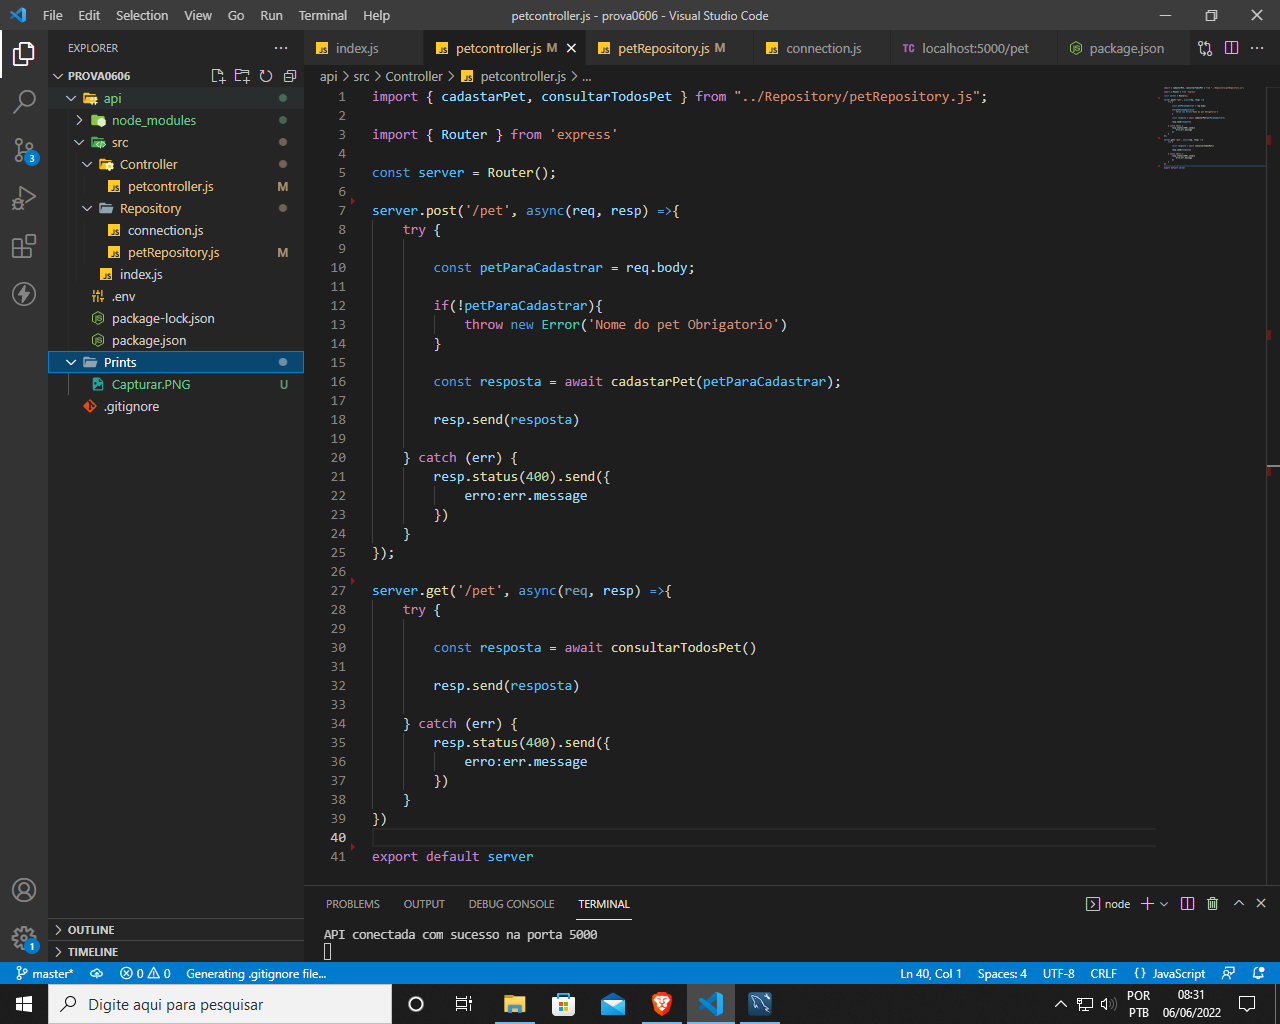 File Edit Selection View Go Run Terminal Help petcontroller.js - prova0606 - Visual Studio Code
EXPLORER
PROVA0606
api
node_modules
src
Controller
petcontroller.js M
Repository
connection.js
petRepository.js M
index.js
.env
package-lock.json
package.json
Prints
Capturar.PNG U
.gitignore
OUTLINE
TIMELINE
3
1
JS index.js JS petcontroller.js M JS petRepository.js M JS connection.js TC localhost:5000/pet package.json
api > src > Controller > JS petcontroller.js > ...
1 import { cadastarPet, consultarTodosPet } from "../Repository/petRepository.js";
2
3 import { Router } from 'express'
4
5 const server = Router();
6
7 server.post('/pet', async(req, resp) =>{
8 try {
9
10 const petParaCadastrar = req.body;
11
12 if(!petParaCadastrar){
13 throw new Error('Nome do pet Obrigatorio')
14 }
15
16 const resposta = await cadastarPet(petParaCadastrar);
17
18 resp.send(resposta)
19
20 } catch (err) {
21 resp.status(400).send({
22 erro:err.message
23 })
24 }
25 });
26
27 server.get('/pet', async(req, resp) =>{
28 try {
29
30 const resposta = await consultarTodosPet()
31
32 resp.send(resposta)
33
34 } catch (err) {
35 resp.status(400).send({
36 erro:err.message
37 })
38 }
39 })
40
41 export default server
PROBLEMS OUTPUT DEBUG CONSOLE TERMINAL node
API conectada com sucesso na porta 5000
master* 0 0 Generating .gitignore file... Ln 40, Col 1 Spaces: 4 UTF-8 CRLF {} JavaScript
Digite aqui para pesquisar
POR
PTB
08:31
06/06/2022